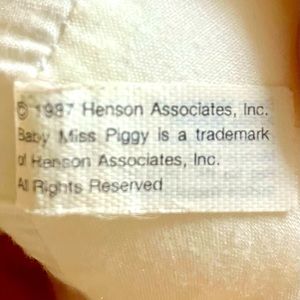 © 1987 Henson Associates, Inc.
Baby Miss Piggy is a trademark
of Henson Associates, Inc.
All Rights Reserved